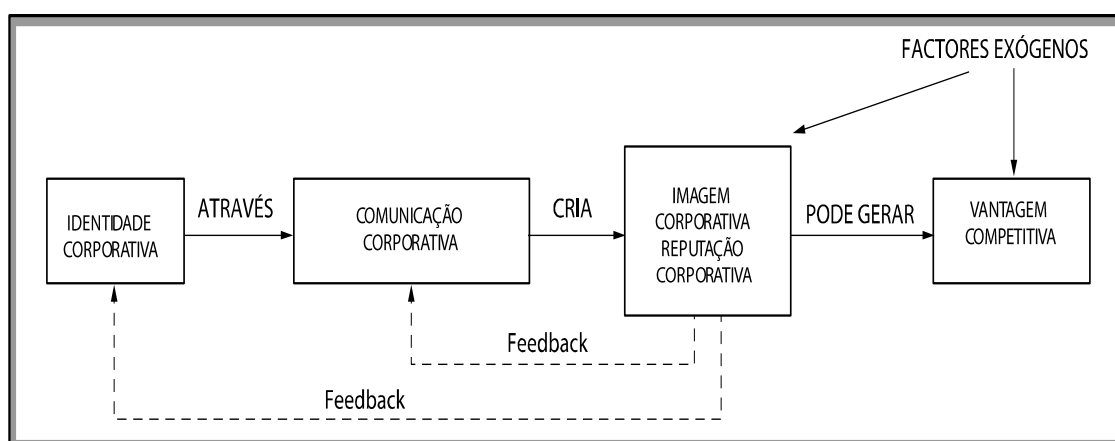 FACTORES EXÓGENOS
IDENTIDADE
CORPORATIVA
ATRAVÉS
COMUNICAÇÃO
CORPORATIVA
CRIA
IMAGEM
CORPORATIVA
REPUTAÇÃO
CORPORATIVA
PODE GERAR
VANTAGEM
COMPETITIVA
Feedback
Feedback